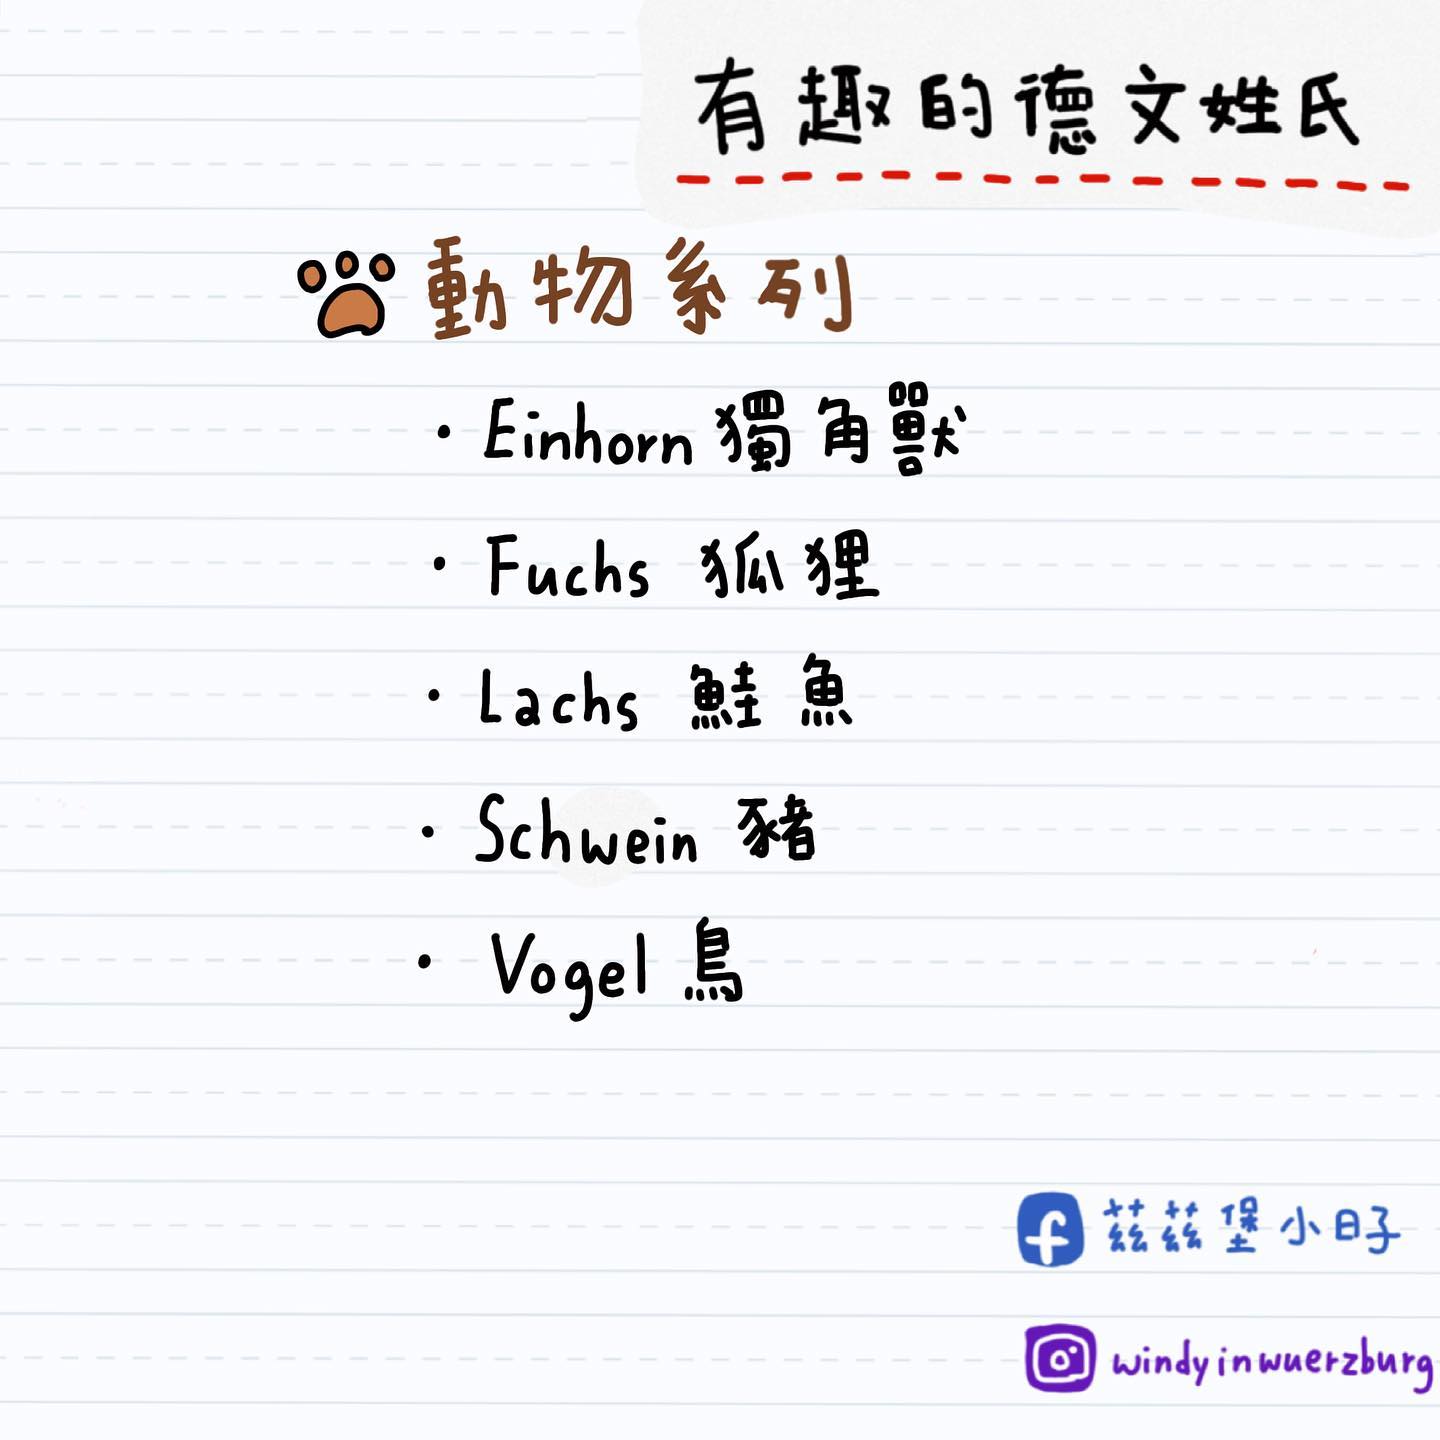 有趣的德文姓氏
動物系列
· Einhorn 獨角獸
· Fuchs 狐狸
· Lachs 鮭魚
· Schwein 豬
· Vogel 鳥
茲茲堡小日子
windyinwuerzburg